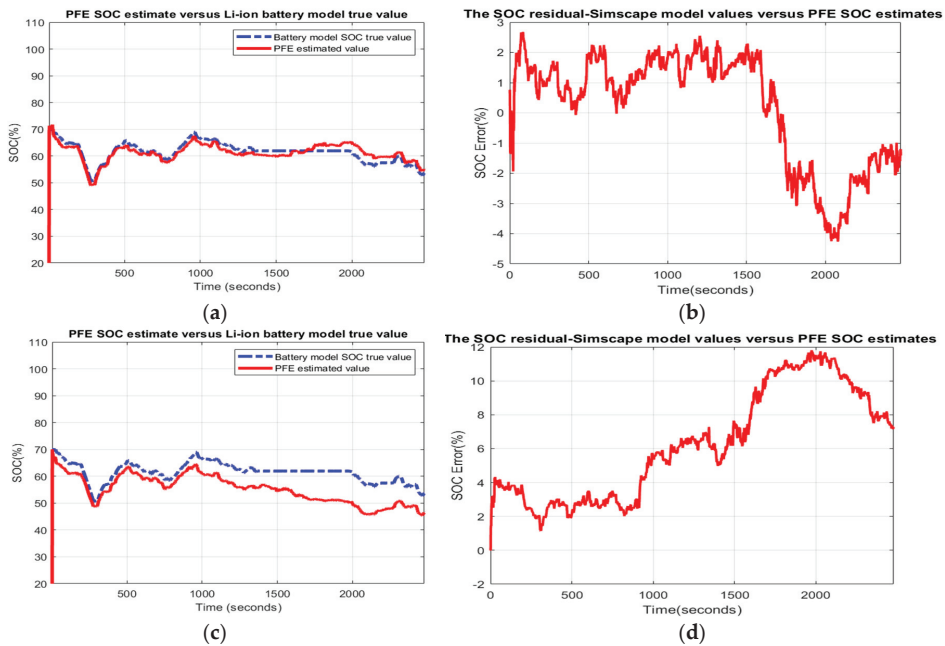 PFE SOC estimate versus Li-ion battery model true value
110
100
90
80
70
60
50
40
30
20
SOC(%)
Battery model SOC true value
PFE estimated value
500
1000
1500
2000
Time (seconds)
(a)
The SOC residual-Simscape model values versus PFE SOC estimates
3
2
1
0
-1
-2
-3
-4
-5
SOC Error(%)
0
500
1000
1500
2000
Time(seconds)
(b)
PFE SOC estimate versus Li-ion battery model true value
110
100
90
80
70
60
50
40
30
20
SOC(%)
Battery model SOC true value
PFE estimated value
500
1000
1500
2000
Time (seconds)
(c)
The SOC residual-Simscape model values versus PFE SOC estimates
12
10
8
6
4
2
0
-2
SOC Error(%)
0
500
1000
1500
2000
Time(seconds)
(d)